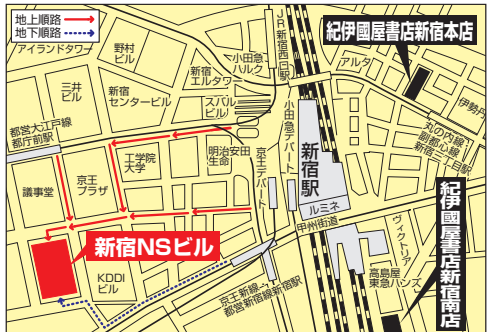 地上順路
地下順路
アイランドタワー
野村
ビル
新宿
エルタワー
小田急
ハルク
JR新宿西口駅
紀伊國屋書店新宿本店
アルタ
伊勢丹
三井
ビル
新宿
センタービル
スバル
ビル
都営大江戸線
都庁前駅
丸の内線
副都心線
新宿三丁目駅
小田急デパート
京王デパート
新宿駅
工学院
大学
明治安田
生命
議事堂
京王
プラザ
ルミネ
甲州街道
新宿NSビル
KDDI
ビル
京王新線
都営新宿線新宿駅
ヴィクトリア
高島屋
東急ハンズ
紀伊國屋書店新宿南店